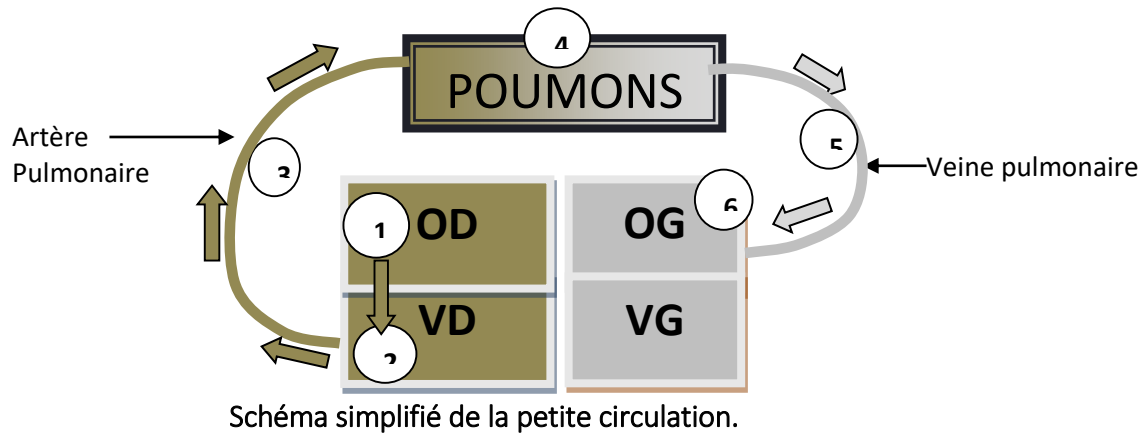 4
POUMONS
Artère
Pulmonaire
3
5
Veine pulmonaire
1
OD
OG
6
VD
VG
2
Schéma simplifié de la petite circulation.